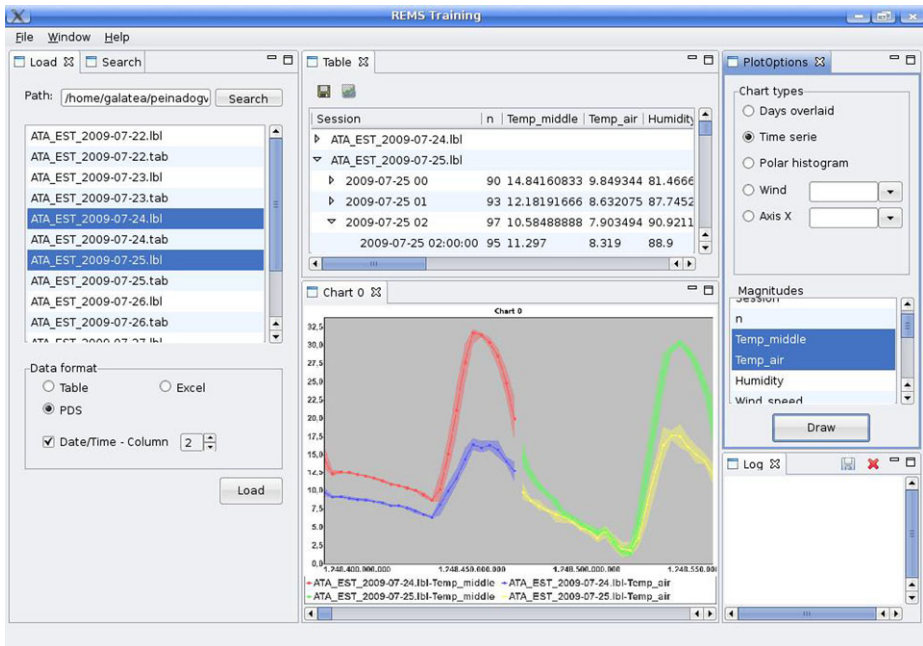 REMS Training
File Window Help
Load Search
Path: /home/galatea/peinadogv Search
ATA_EST_2009-07-22.lbl
ATA_EST_2009-07-22.tab
ATA_EST_2009-07-23.lbl
ATA_EST_2009-07-23.tab
ATA_EST_2009-07-24.lbl
ATA_EST_2009-07-24.tab
ATA_EST_2009-07-25.lbl
ATA_EST_2009-07-25.tab
ATA_EST_2009-07-26.lbl
ATA_EST_2009-07-26.tab
ATA_EST_2009-07-27.lbl
Data format
Table Excel
PDS
Date/Time - Column 2
Load
Table
Session n Temp_middle Temp_air Humidity
ATA_EST_2009-07-24.lbl
ATA_EST_2009-07-25.lbl
2009-07-25 00 90 14.84160833 9.849344 81.4666
2009-07-25 01 93 12.18191666 8.632075 87.7452
2009-07-25 02 97 10.58488888 7.903494 90.9211
2009-07-25 02:00:00 95 11.297 8.319 88.9
Chart 0
Chart 0
32,5
30,0
27,5
25,0
22,5
20,0
17,5
15,0
12,5
10,0
7,5
5,0
2,5
0,0
1.248.400.000.000 1.248.450.000.000 1.248.500.000.000 1.248.550.00
ATA_EST_2009-07-24.lbl-Temp_middle ATA_EST_2009-07-24.lbl-Temp_air
ATA_EST_2009-07-25.lbl-Temp_middle ATA_EST_2009-07-25.lbl-Temp_air
PlotOptions
Chart types
Days overlaid
Time serie
Polar histogram
Wind
Axis X
Magnitudes
Session
n
Temp_middle
Temp_air
Humidity
Wind_speed
Draw
Log